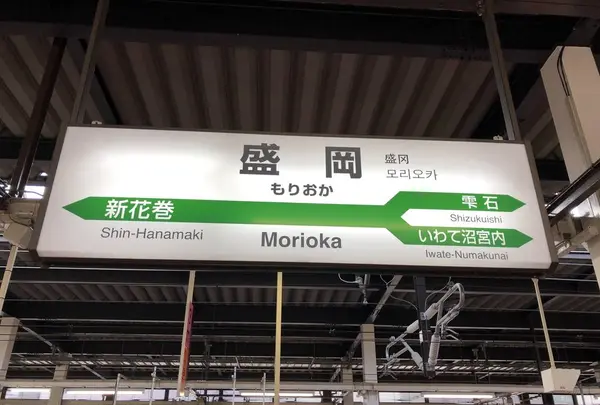 盛岡
盛冈
모리오카
もりおか
新花巻
Shin-Hanamaki
Morioka
雫石
Shizukuishi
いわて沼宮内
Iwate-Numakunai